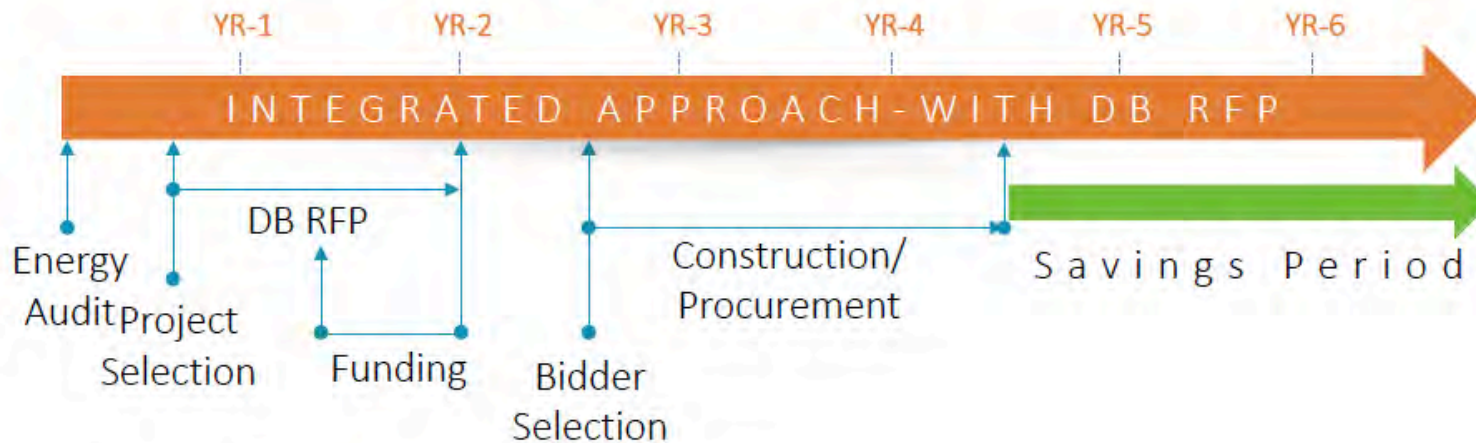 YR-1 YR-2 YR-3 YR-4 YR-5 YR-6
INTEGRATED APPROACH-WITH DB RFP
DB RFP
Energy
Audit
Project
Selection
Funding
Bidder
Selection
Construction/
Procurement
Savings Period